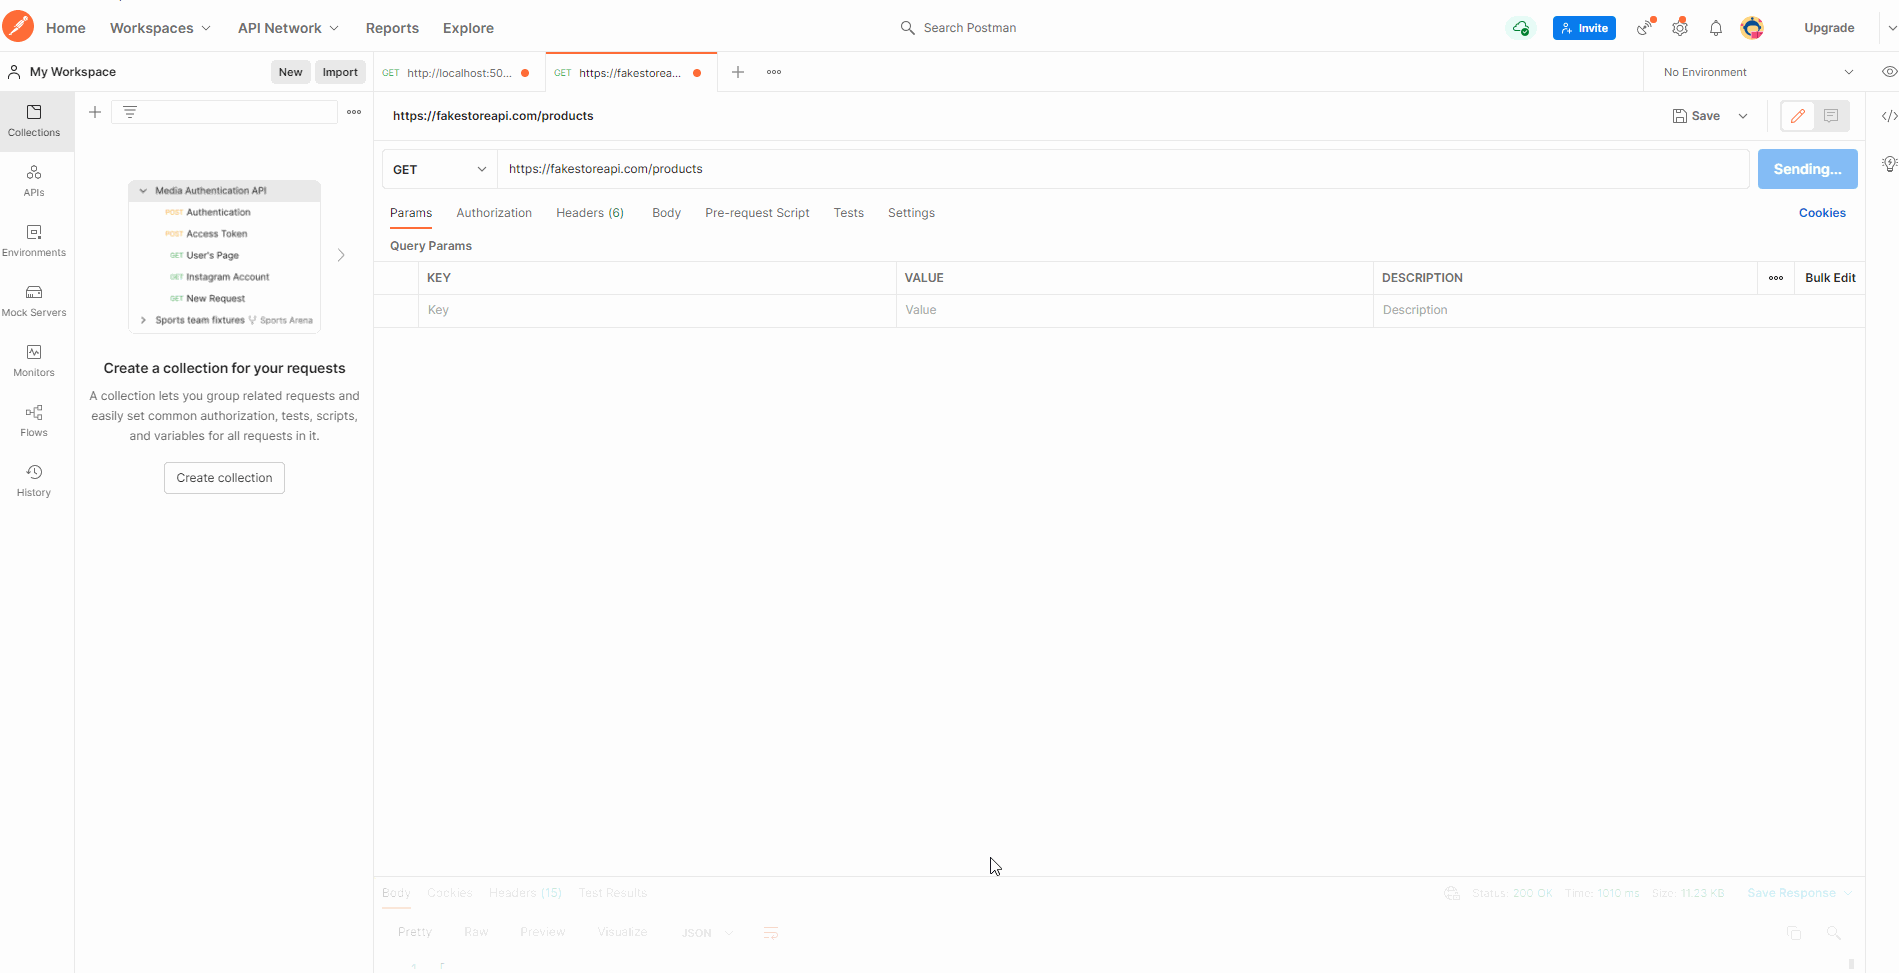 Home Workspaces API Network Reports Explore Search Postman Invite Upgrade
My Workspace New Import GET http://localhost:50... GET https://fakestorea... No Environment
Collections
APIs
Environments
Mock Servers
Monitors
Flows
History
Media Authentication API
POST Authentication
POST Access Token
GET User's Page
GET Instagram Account
GET New Request
Sports team fixtures Sports Arena
Create a collection for your requests
A collection lets you group related requests and
easily set common authorization, tests, scripts,
and variables for all requests in it.
Create collection
https://fakestoreapi.com/products Save
GET https://fakestoreapi.com/products Sending...
Params Authorization Headers (6) Body Pre-request Script Tests Settings Cookies
Query Params
KEY VALUE DESCRIPTION Bulk Edit
Key Value Description
Body Cookies Headers (15) Test Results Status: 200 OK Time: 1010 ms Size: 11.23 KB Save Response
Pretty Raw Preview Visualize JSON